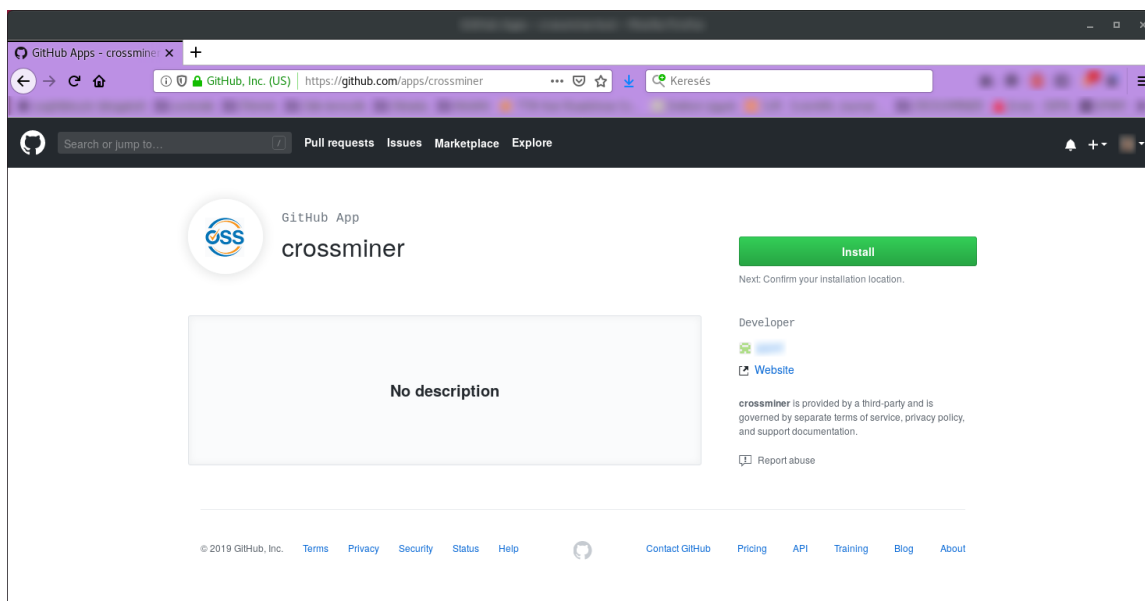 GitHub Apps - crossmine
GitHub, Inc. (US) https://github.com/apps/crossminer Keresés
Search or jump to... / Pull requests Issues Marketplace Explore
GitHub App
OSS
crossminer
Install
Next: Confirm your installation location.
Developer
Website
No description
crossminer is provided by a third-party and is
governed by separate terms of service, privacy policy,
and support documentation.
Report abuse
© 2019 GitHub, Inc. Terms Privacy Security Status Help Contact GitHub Pricing API Training Blog About